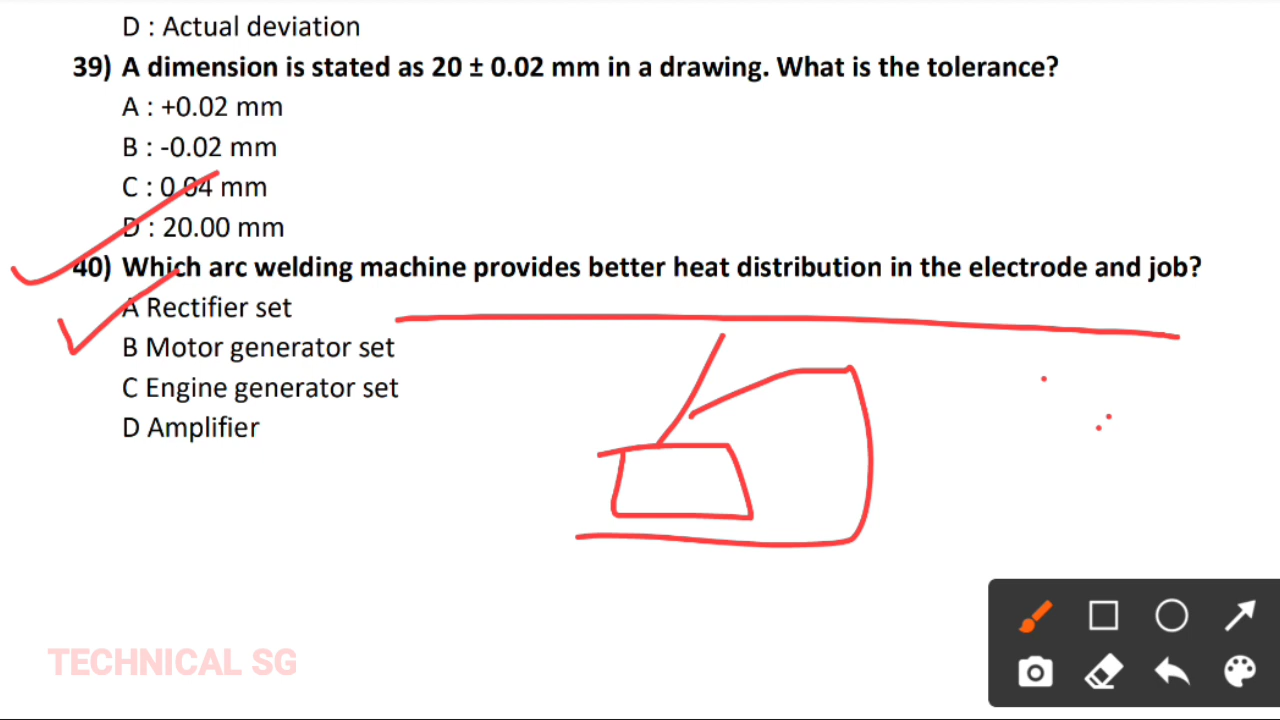 D : Actual deviation
39) A dimension is stated as 20 ± 0.02 mm in a drawing. What is the tolerance?
A : +0.02 mm
B : -0.02 mm
C : 0.04 mm
D : 20.00 mm
40) Which arc welding machine provides better heat distribution in the electrode and job?
A Rectifier set
B Motor generator set
C Engine generator set
D Amplifier
TECHNICAL SG